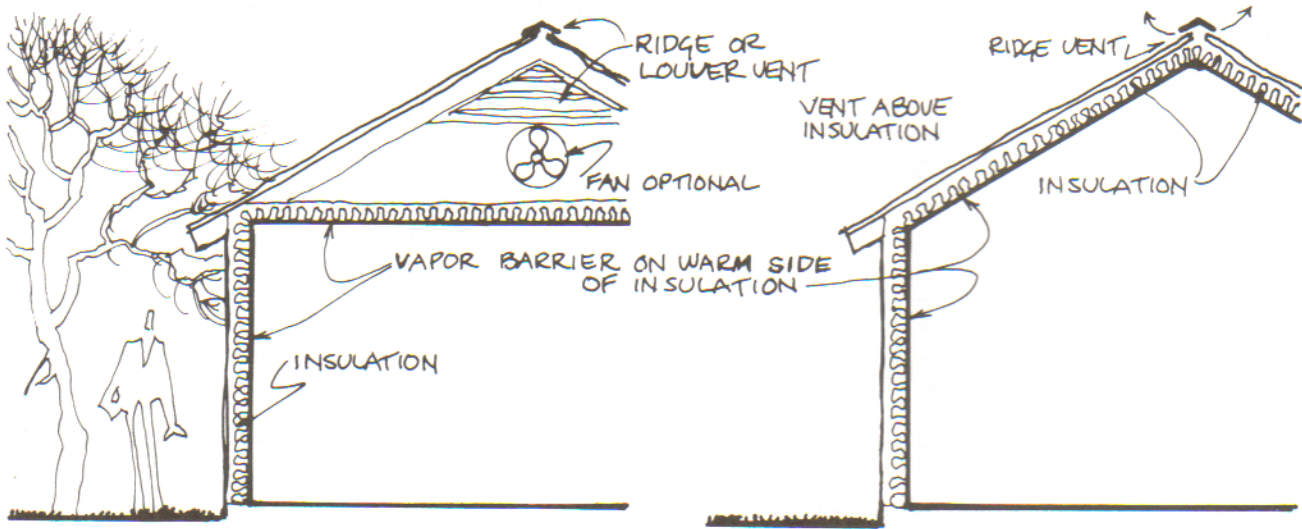 RIDGE OR
LOUVER VENT
FAN OPTIONAL
VAPOR BARRIER ON WARM SIDE
OF INSULATION
INSULATION
RIDGE VENT
VENT ABOVE
INSULATION
INSULATION